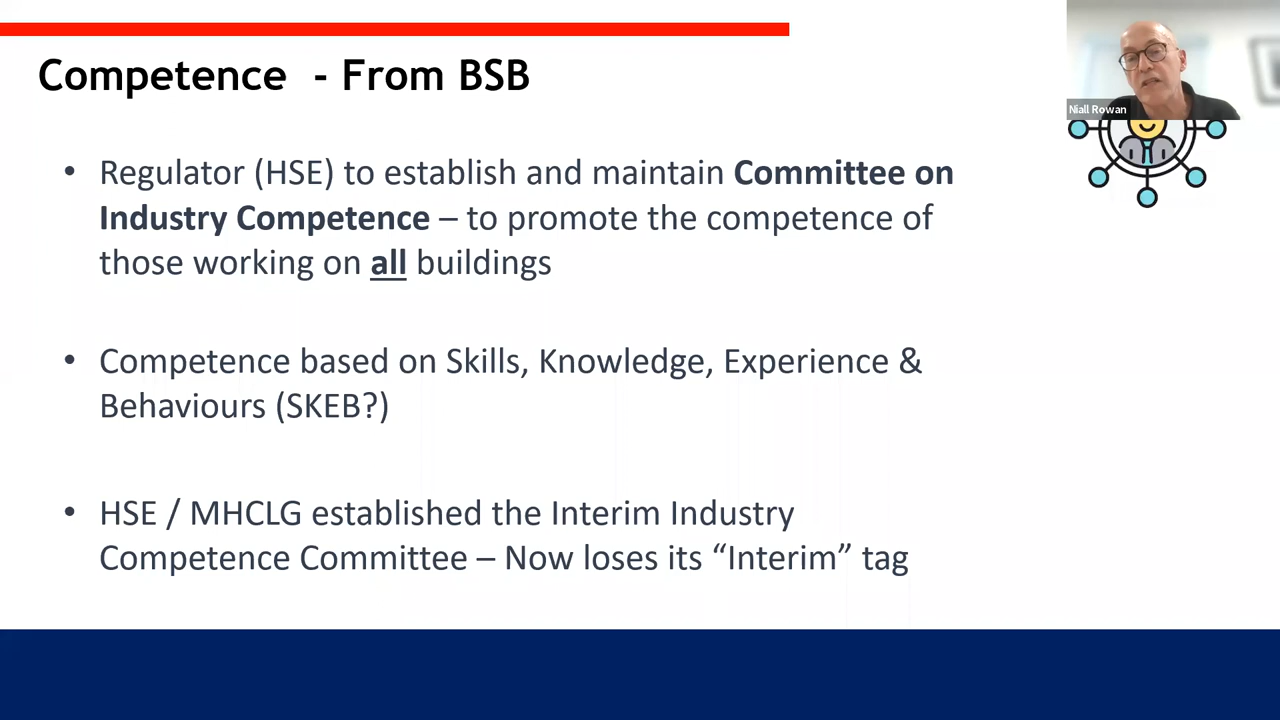 Competence - From BSB
Niall Rowan
• Regulator (HSE) to establish and maintain Committee on
Industry Competence – to promote the competence of
those working on all buildings
• Competence based on Skills, Knowledge, Experience &
Behaviours (SKEB?)
• HSE / MHCLG established the Interim Industry
Competence Committee – Now loses its “Interim” tag